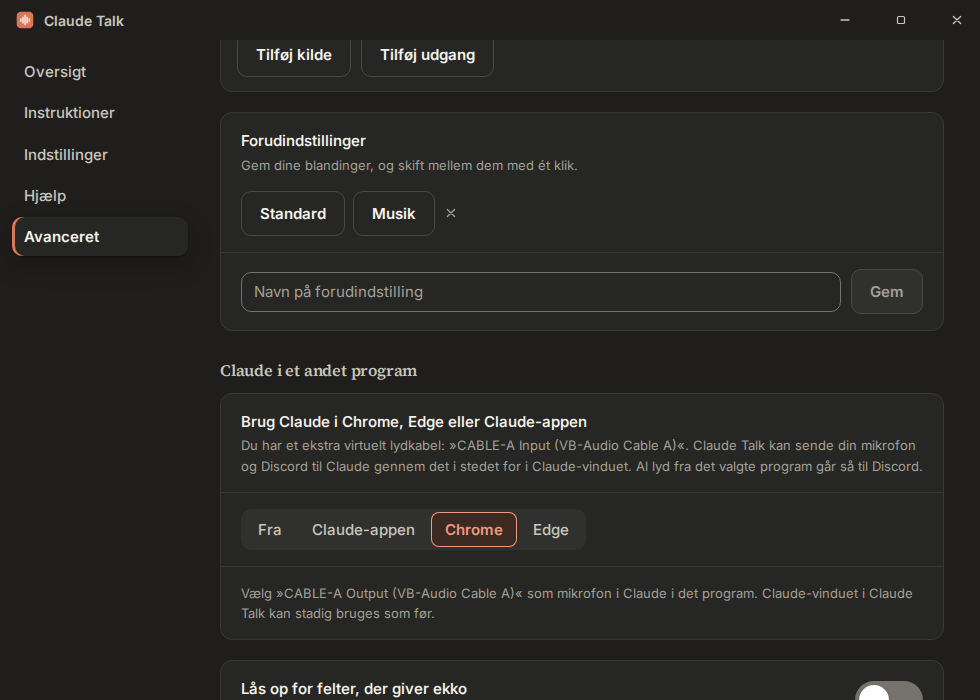 Claude Talk
Oversigt
Instruktioner
Indstillinger
Hjælp
Avanceret
Tilføj kilde
Tilføj udgang
Forudindstillinger
Gem dine blandinger, og skift mellem dem med ét klik.
Standard
Musik
Navn på forudindstilling
Gem
Claude i et andet program
Brug Claude i Chrome, Edge eller Claude-appen
Du har et ekstra virtuelt lydkabel: »CABLE-A Input (VB-Audio Cable A)«. Claude Talk kan sende din mikrofon
og Discord til Claude gennem det i stedet for i Claude-vinduet. Al lyd fra det valgte program går så til Discord.
Fra
Claude-appen
Chrome
Edge
Vælg »CABLE-A Output (VB-Audio Cable A)« som mikrofon i Claude i det program. Claude-vinduet i Claude
Talk kan stadig bruges som før.
Lås op for felter, der giver ekko